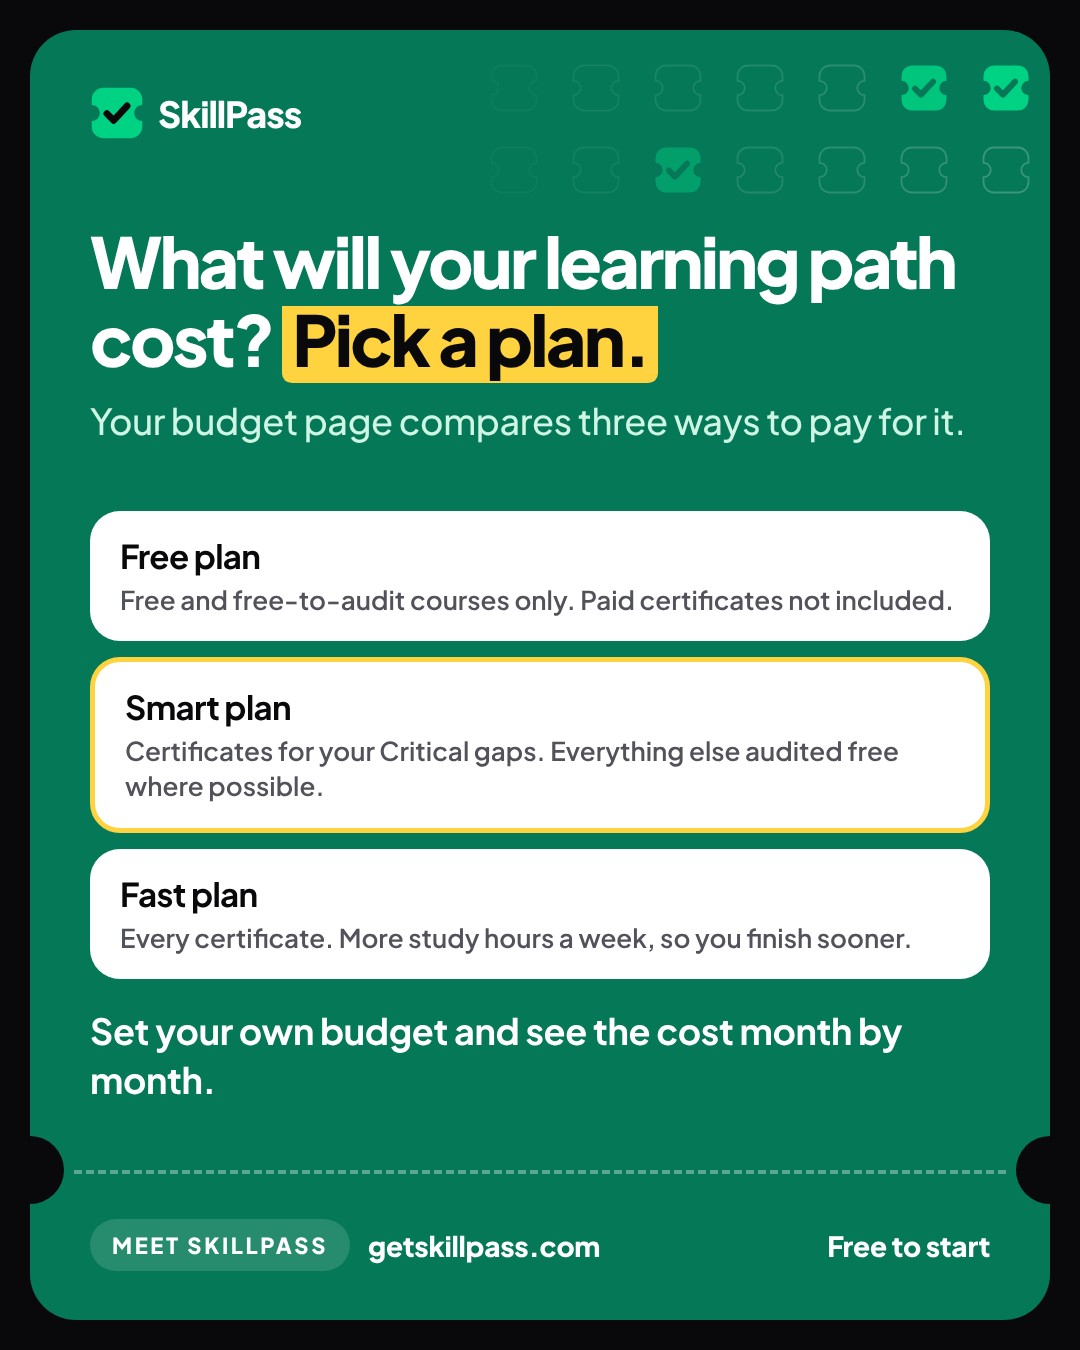 SkillPass
What will your learning path
cost? Pick a plan.
Your budget page compares three ways to pay for it.
Free plan
Free and free-to-audit courses only. Paid certificates not included.
Smart plan
Certificates for your Critical gaps. Everything else audited free
where possible.
Fast plan
Every certificate. More study hours a week, so you finish sooner.
Set your own budget and see the cost month by
month.
MEET SKILLPASS getskillpass.com Free to start